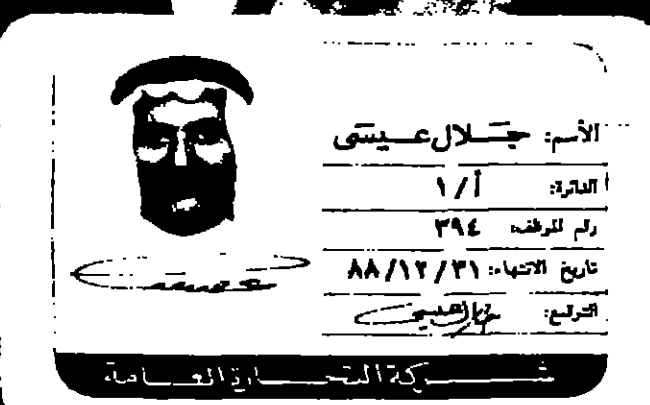 الأسم: جلال عيسى
الدائرة: أ/١
رقم الموظف: ٣٩٤
تاريخ الانتهاء: ٨٨/١٢/٣١
التوقيع:
شركة التجارة العامة